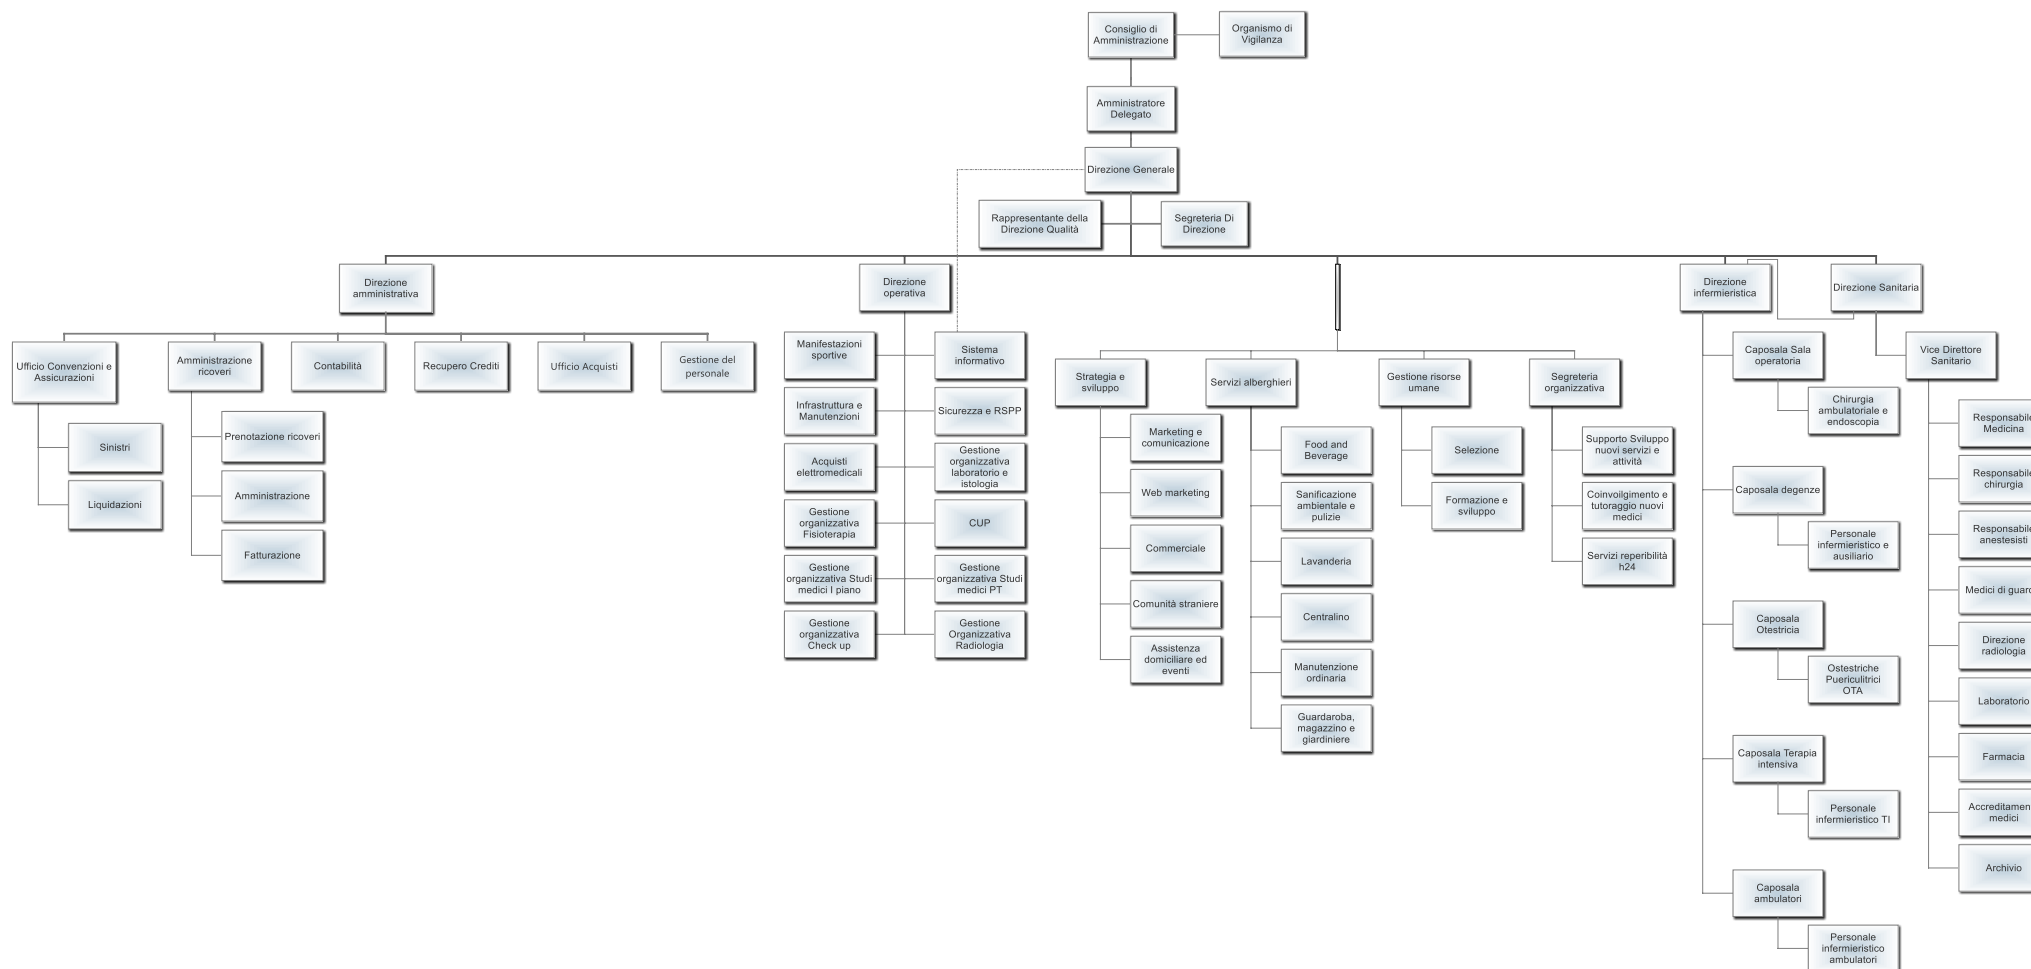 Consiglio di
Amministrazione
Organismo di
Vigilanza
Amministratore
Delegato
Direzione Generale
Rappresentante della
Direzione Qualità
Segreteria Di
Direzione
Direzione
amministrativa
Direzione
operativa
Direzione
infermieristica
Direzione Sanitaria
Ufficio Convenzioni e
Assicurazioni
Amministrazione
ricoveri
Contabilità
Recupero Crediti
Ufficio Acquisti
Gestione del
personale
Sinistri
Liquidazioni
Prenotazione ricoveri
Amministrazione
Fatturazione
Manifestazioni
sportive
Sistema
informativo
Infrastruttura e
Manutenzioni
Sicurezza e RSPP
Acquisti
elettromedicali
Gestione
organizzativa
laboratorio e
istologia
Gestione
organizzativa
Fisioterapia
CUP
Gestione
organizzativa Studi
medici I piano
Gestione
organizzativa Studi
medici PT
Gestione
organizzativa
Check up
Gestione
Organizzativa
Radiologia
Strategia e
sviluppo
Servizi alberghieri
Gestione risorse
umane
Segreteria
organizzativa
Marketing e
comunicazione
Web marketing
Commerciale
Comunità straniere
Assistenza
domiciliare ed
eventi
Food and
Beverage
Sanificazione
ambientale e
pulizie
Lavanderia
Centralino
Manutenzione
ordinaria
Guardaroba,
magazzino e
giardiniere
Selezione
Formazione e
sviluppo
Supporto Sviluppo
nuovi servizi e
attività
Coinvoilgimento e
tutoraggio nuovi
medici
Servizi reperibilità
h24
Caposala Sala
operatoria
Chirurgia
ambulatoriale e
endoscopia
Caposala degenze
Personale
infermieristico e
ausiliario
Caposala
Otestricia
Ostestriche
Puericulitrici
OTA
Caposala Terapia
intensiva
Personale
infermieristico TI
Caposala
ambulatori
Personale
infermieristico
ambulatori
Vice Direttore
Sanitario
Responsabile
Medicina
Responsabile
chirurgia
Responsabile
anestesisti
Medici di guar
Direzione
radiologia
Laboratorio
Farmacia
Accreditamen
medici
Archivio